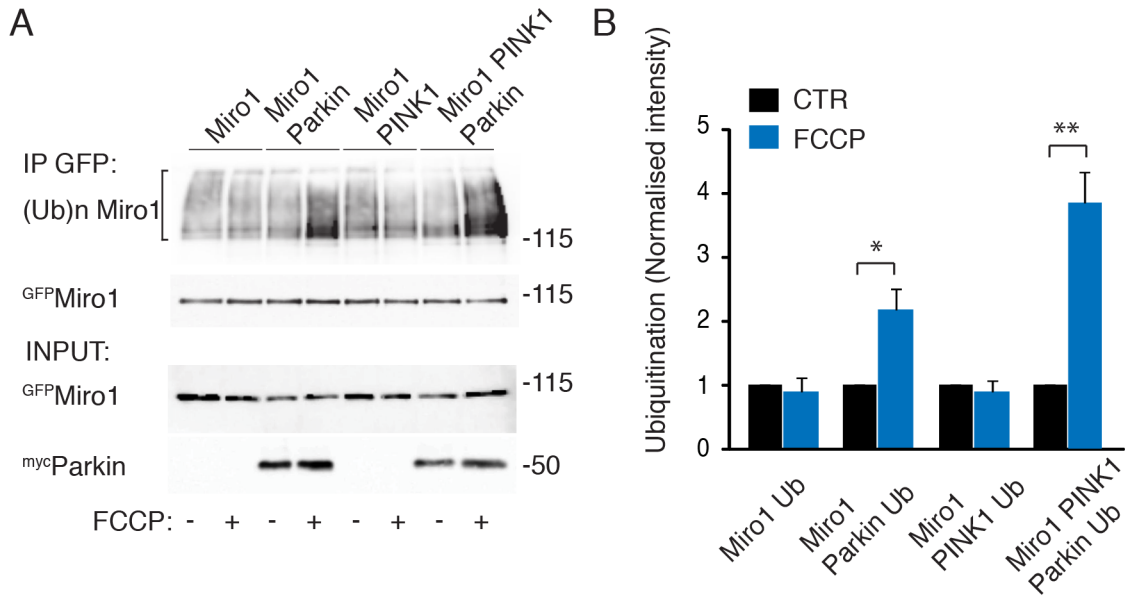 A
Miro1
Miro1
Parkin
Miro1
PINK1
Miro1 PINK1
Parkin
IP GFP:
(Ub)n Miro1
-115
GFPMiro1
-115
INPUT:
GFPMiro1
-115
mycParkin
-50
FCCP: - + - + - + - +
B
CTR
FCCP
Ubiquitination (Normalised intensity)
5
4
3
2
1
0
*
**
Miro1 Ub
Miro1
Parkin Ub
Miro1
PINK1 Ub
Miro1 PINK1
Parkin Ub